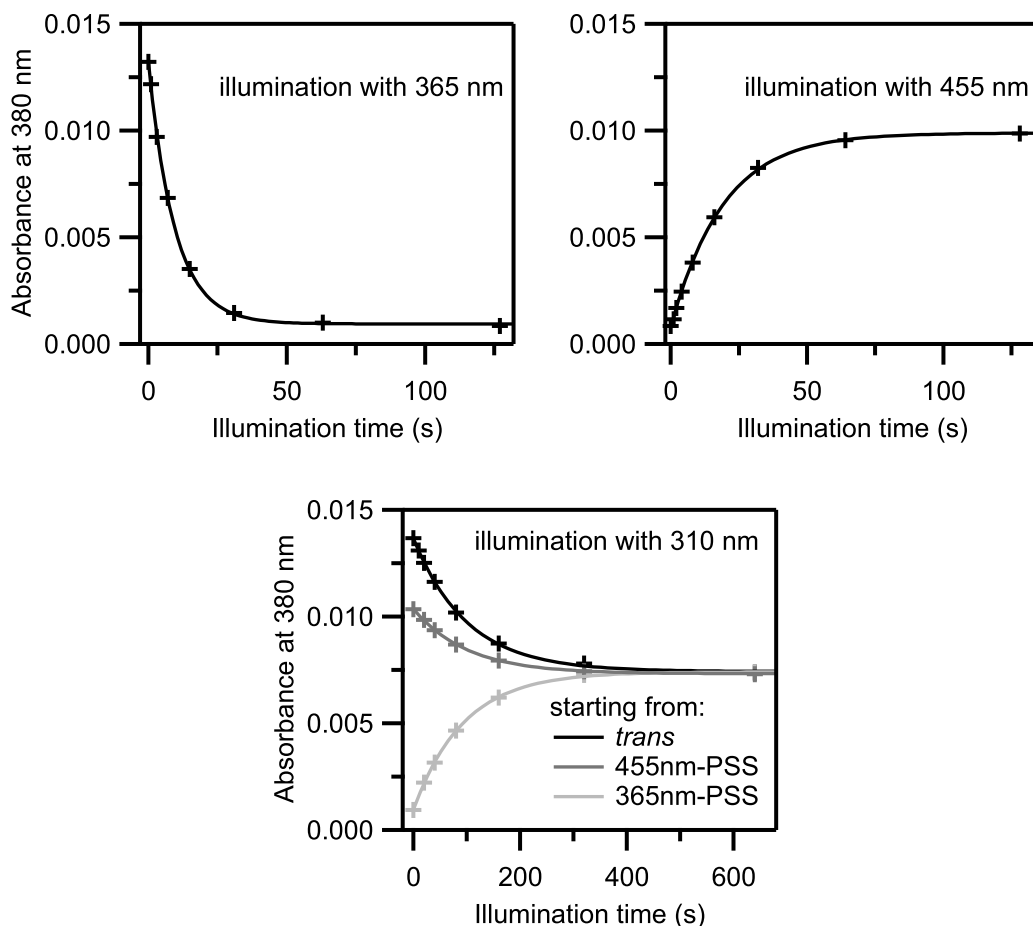 Absorbance at 380 nm
0.015
0.010
0.005
0.000
illumination with 365 nm
0
50
100
Illumination time (s)
0.015
0.010
0.005
0.000
illumination with 455 nm
0
50
100
Illumination time (s)
Absorbance at 380 nm
0.015
0.010
0.005
0.000
illumination with 310 nm
starting from:
trans
455nm-PSS
365nm-PSS
0
200
400
600
Illumination time (s)